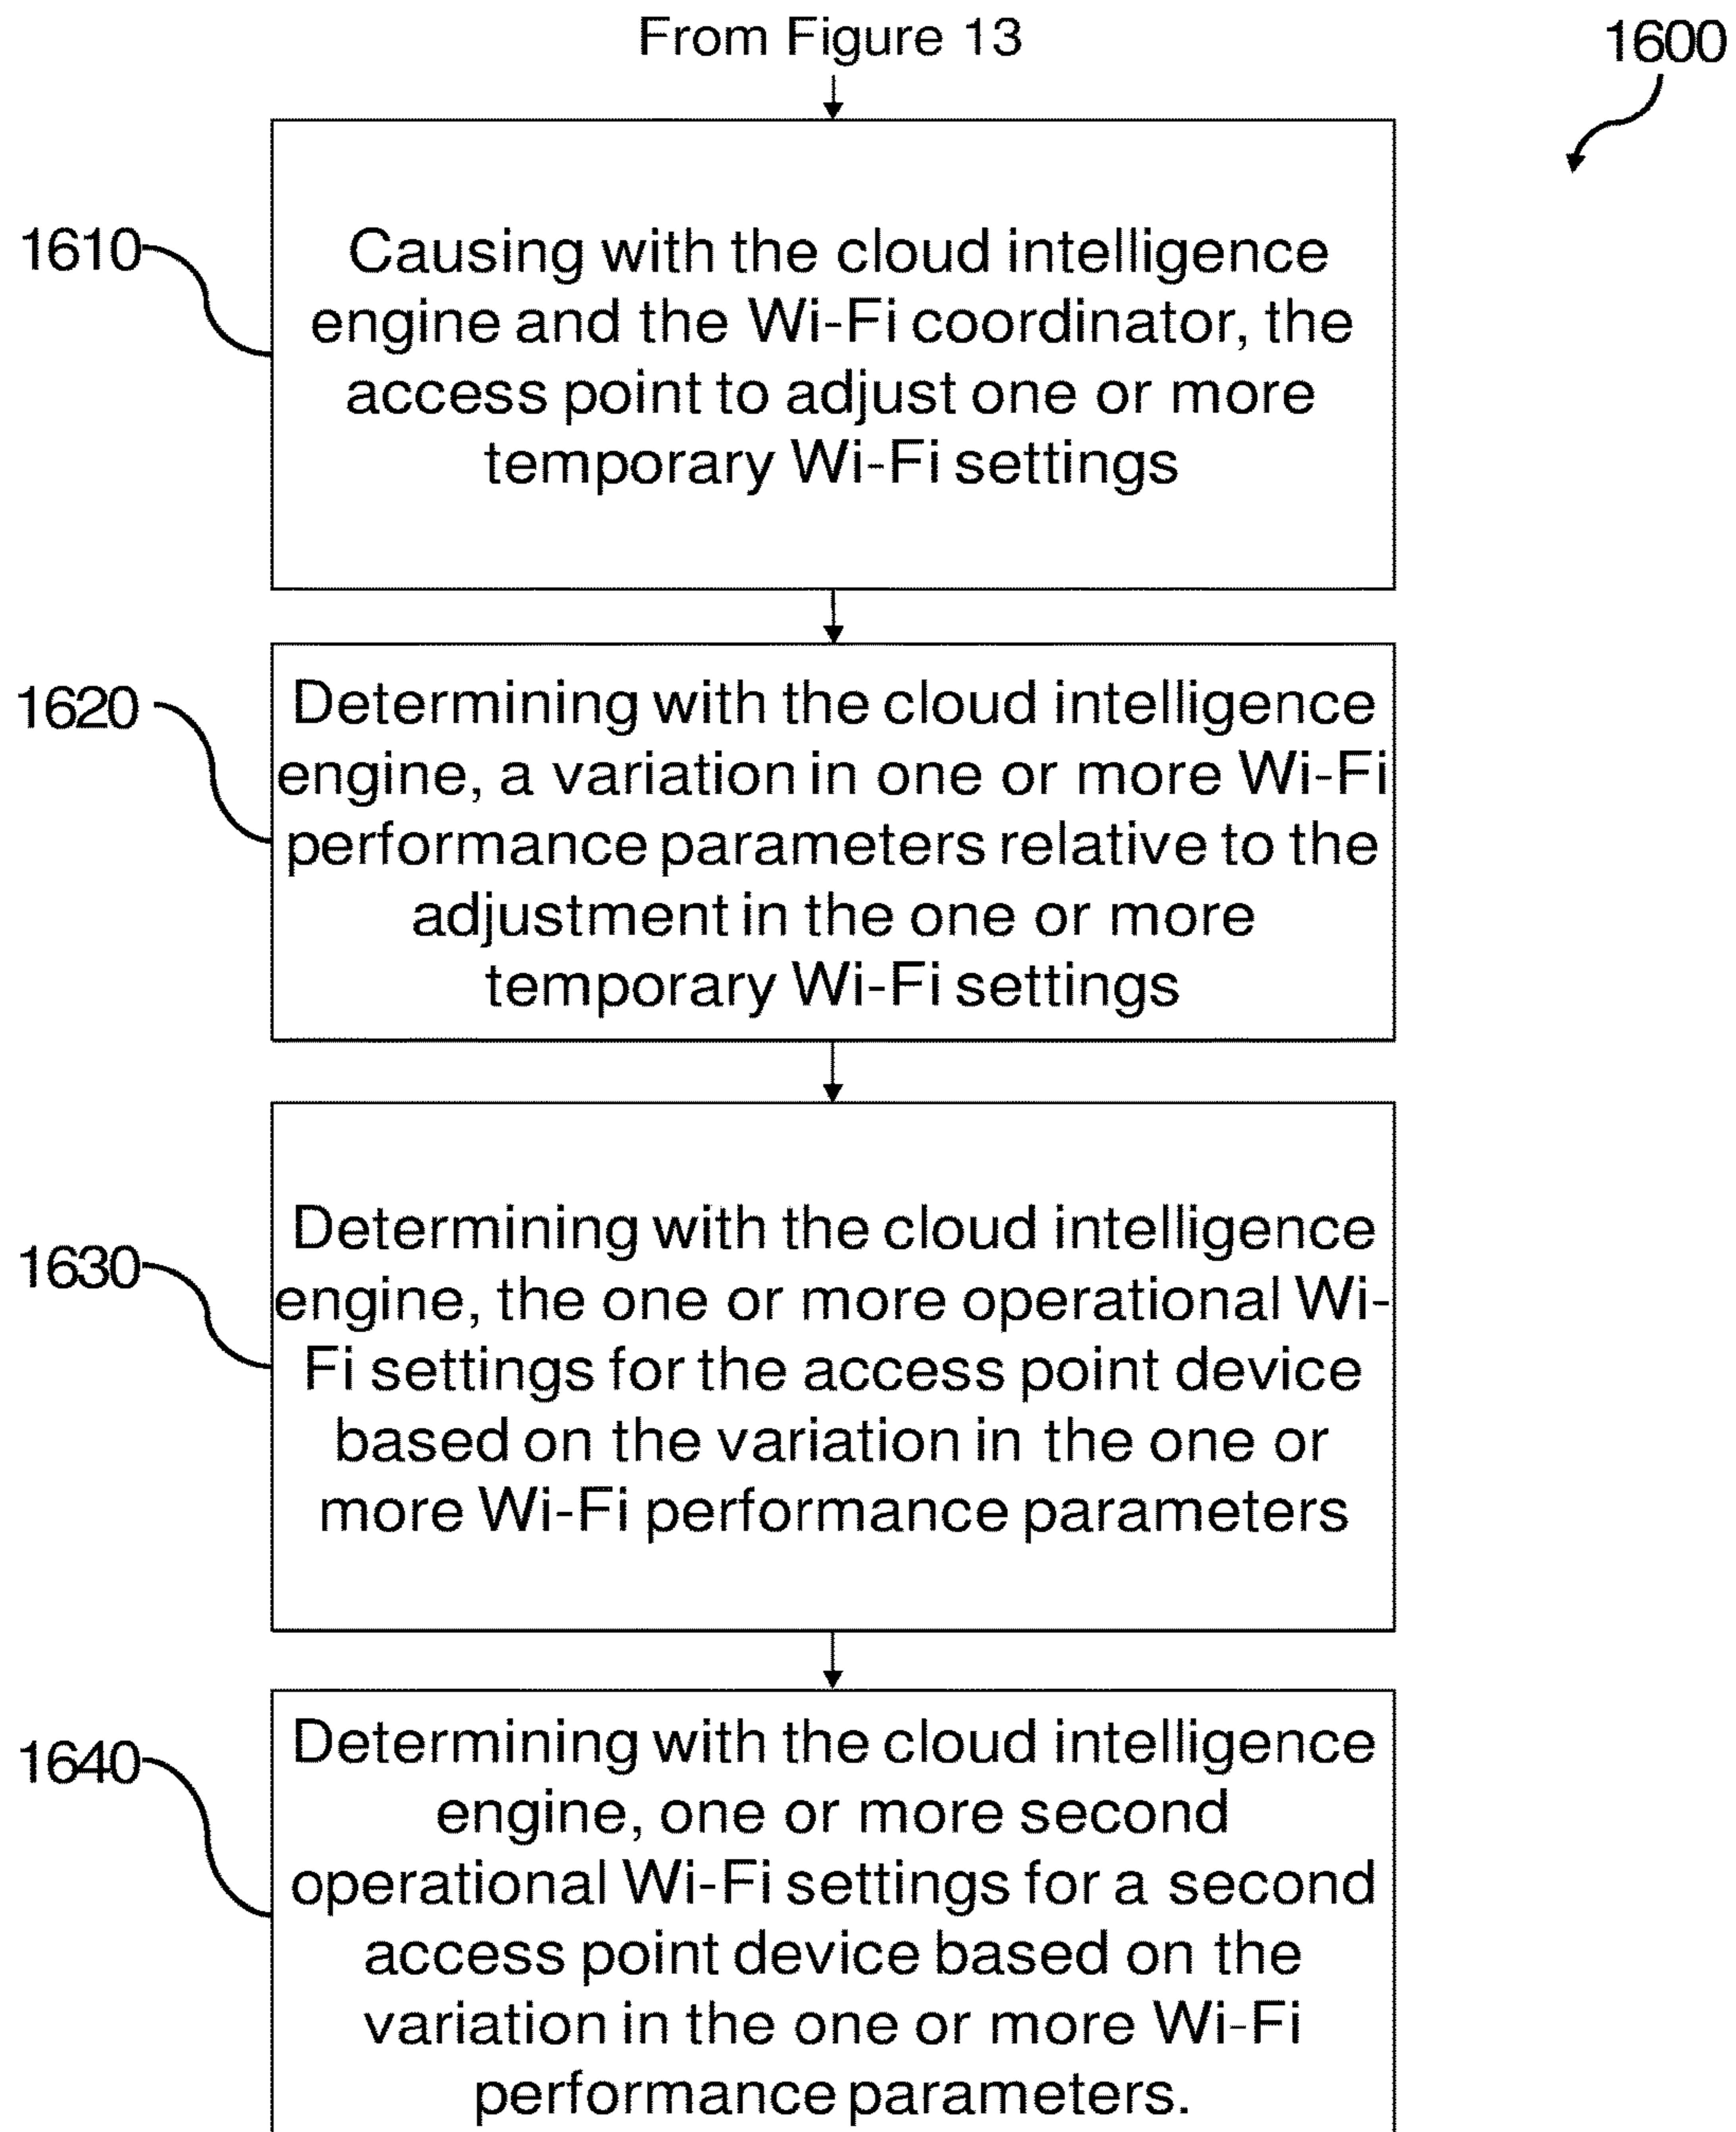 From Figure 13
1600
1610
Causing with the cloud intelligence
engine and the Wi-Fi coordinator, the
access point to adjust one or more
temporary Wi-Fi settings
1620
Determining with the cloud intelligence
engine, a variation in one or more Wi-Fi
performance parameters relative to the
adjustment in the one or more
temporary Wi-Fi settings
1630
Determining with the cloud intelligence
engine, the one or more operational Wi-
Fi settings for the access point device
based on the variation in the one or
more Wi-Fi performance parameters
1640
Determining with the cloud intelligence
engine, one or more second
operational Wi-Fi settings for a second
access point device based on the
variation in the one or more Wi-Fi
performance parameters.